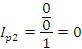 I_{p2} = \frac{\frac{0}{0}}{1} = 0